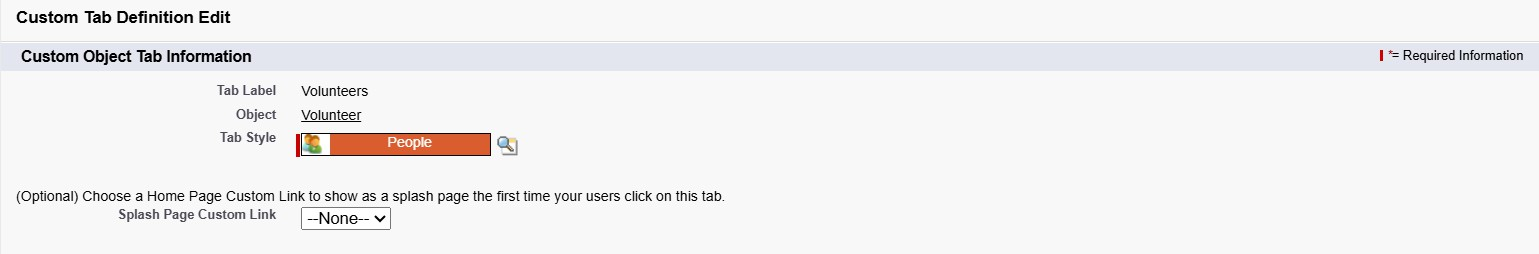 Custom Tab Definition Edit
Custom Object Tab Information
*= Required Information
Tab Label Volunteers
Object Volunteer
Tab Style People
(Optional) Choose a Home Page Custom Link to show as a splash page the first time your users click on this tab.
Splash Page Custom Link --None--